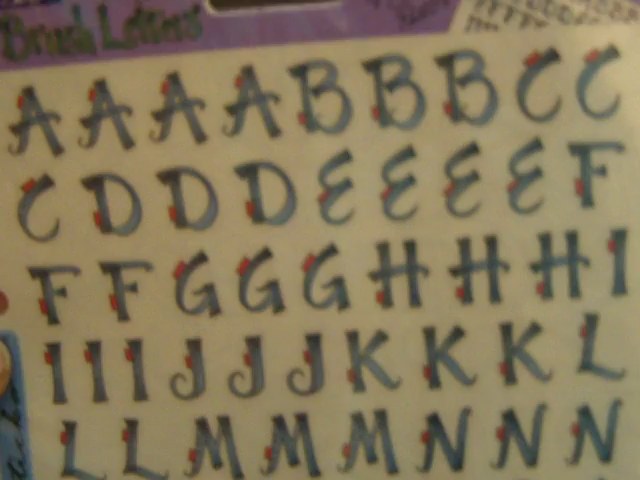 Brush Letters
A A A A B B B C C
C D D D E E E E F
F F G G G H H H I
I I I J J J K K K L
L L M M M N N N